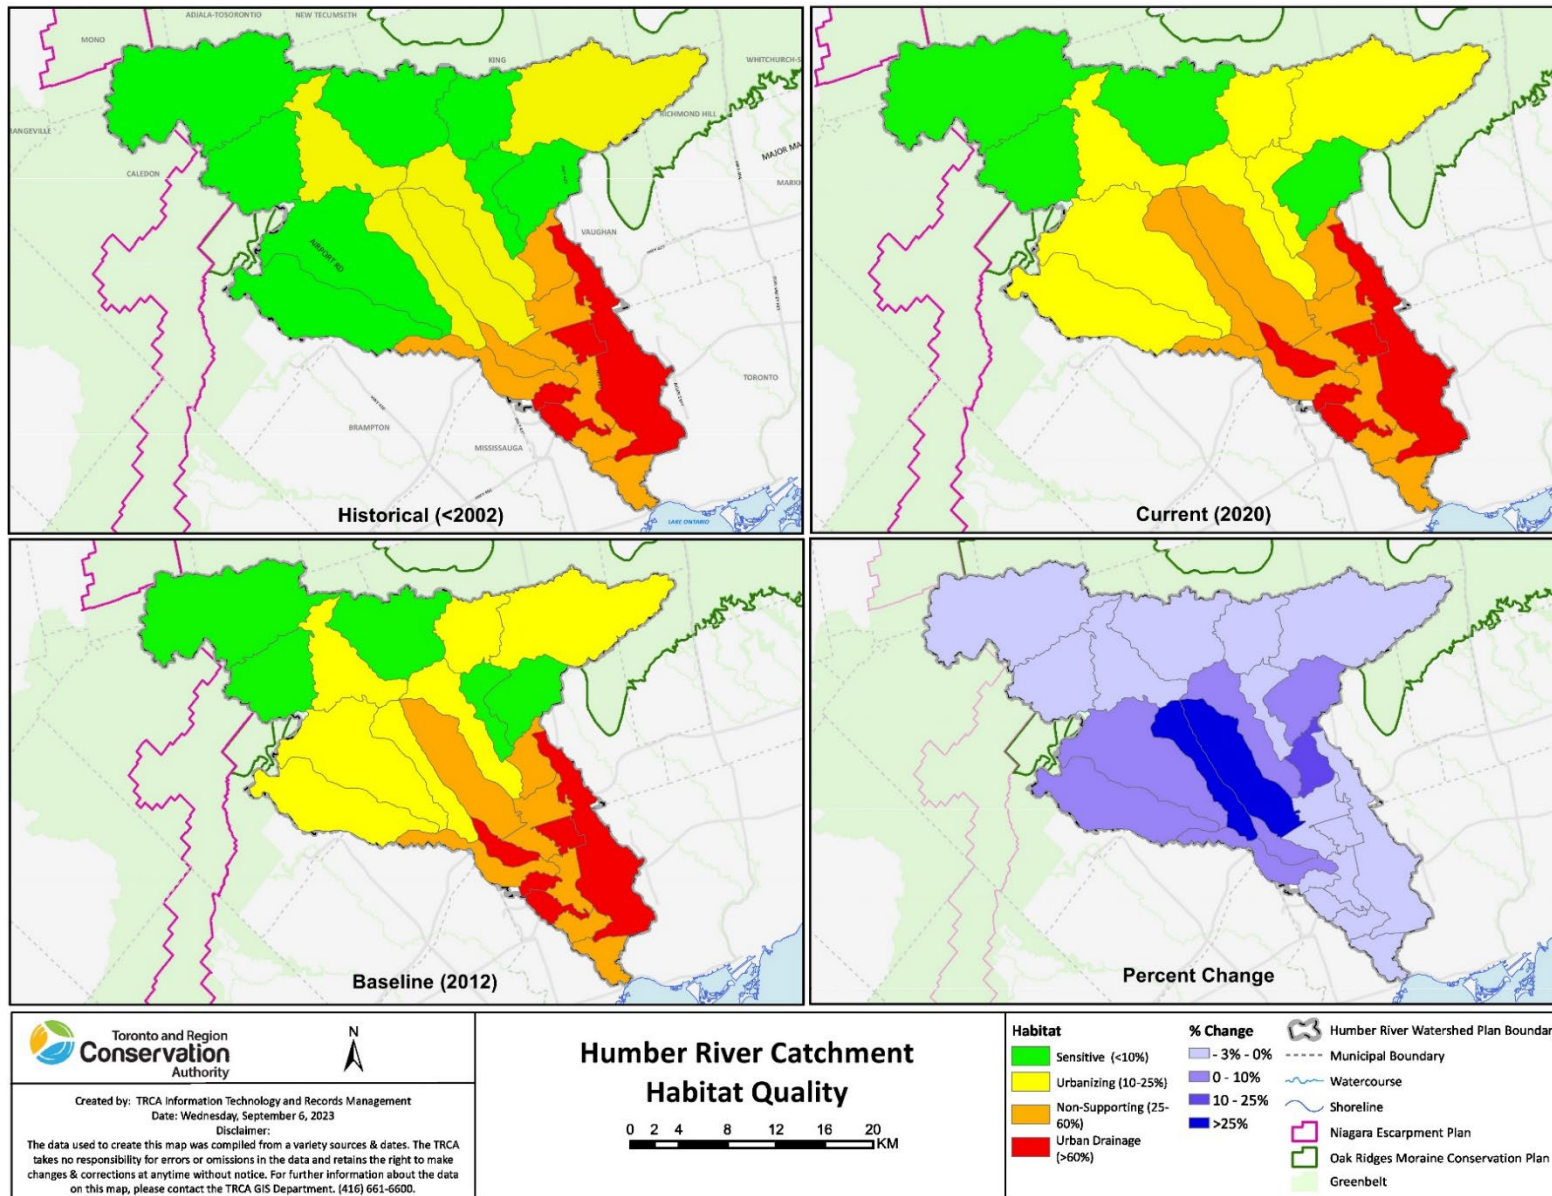 ADJALA-TOSORONTIO
NEW TECUMSETH
MONO
KING
WHITCHURCH-S
RICHMOND HILL
RANGEVILLE
MAJOR MA
CALEDON
MARKH
AIRPORT RD
VAUGHAN
TORONTO
BRAMPTON
MISSISSAUGA
LAKE ONTARIO
Historical (<2002)
Current (2020)
Baseline (2012)
Percent Change
Toronto and Region
Conservation
Authority
N
Created by: TRCA Information Technology and Records Management
Date: Wednesday, September 6, 2023
Disclaimer:
The data used to create this map was compiled from a variety sources & dates. The TRCA
takes no responsibility for errors or omissions in the data and retains the right to make
changes & corrections at anytime without notice. For further information about the data
on this map, please contact the TRCA GIS Department. (416) 661-6600.
Humber River Catchment
Habitat Quality
0 2 4 8 12 16 20
KM
Habitat
Sensitive (<10%)
Urbanizing (10-25%)
Non-Supporting (25-
60%)
Urban Drainage
(>60%)
% Change
- 3% - 0%
0 - 10%
10 - 25%
>25%
Humber River Watershed Plan Boundar
Municipal Boundary
Watercourse
Shoreline
Niagara Escarpment Plan
Oak Ridges Moraine Conservation Plan
Greenbelt